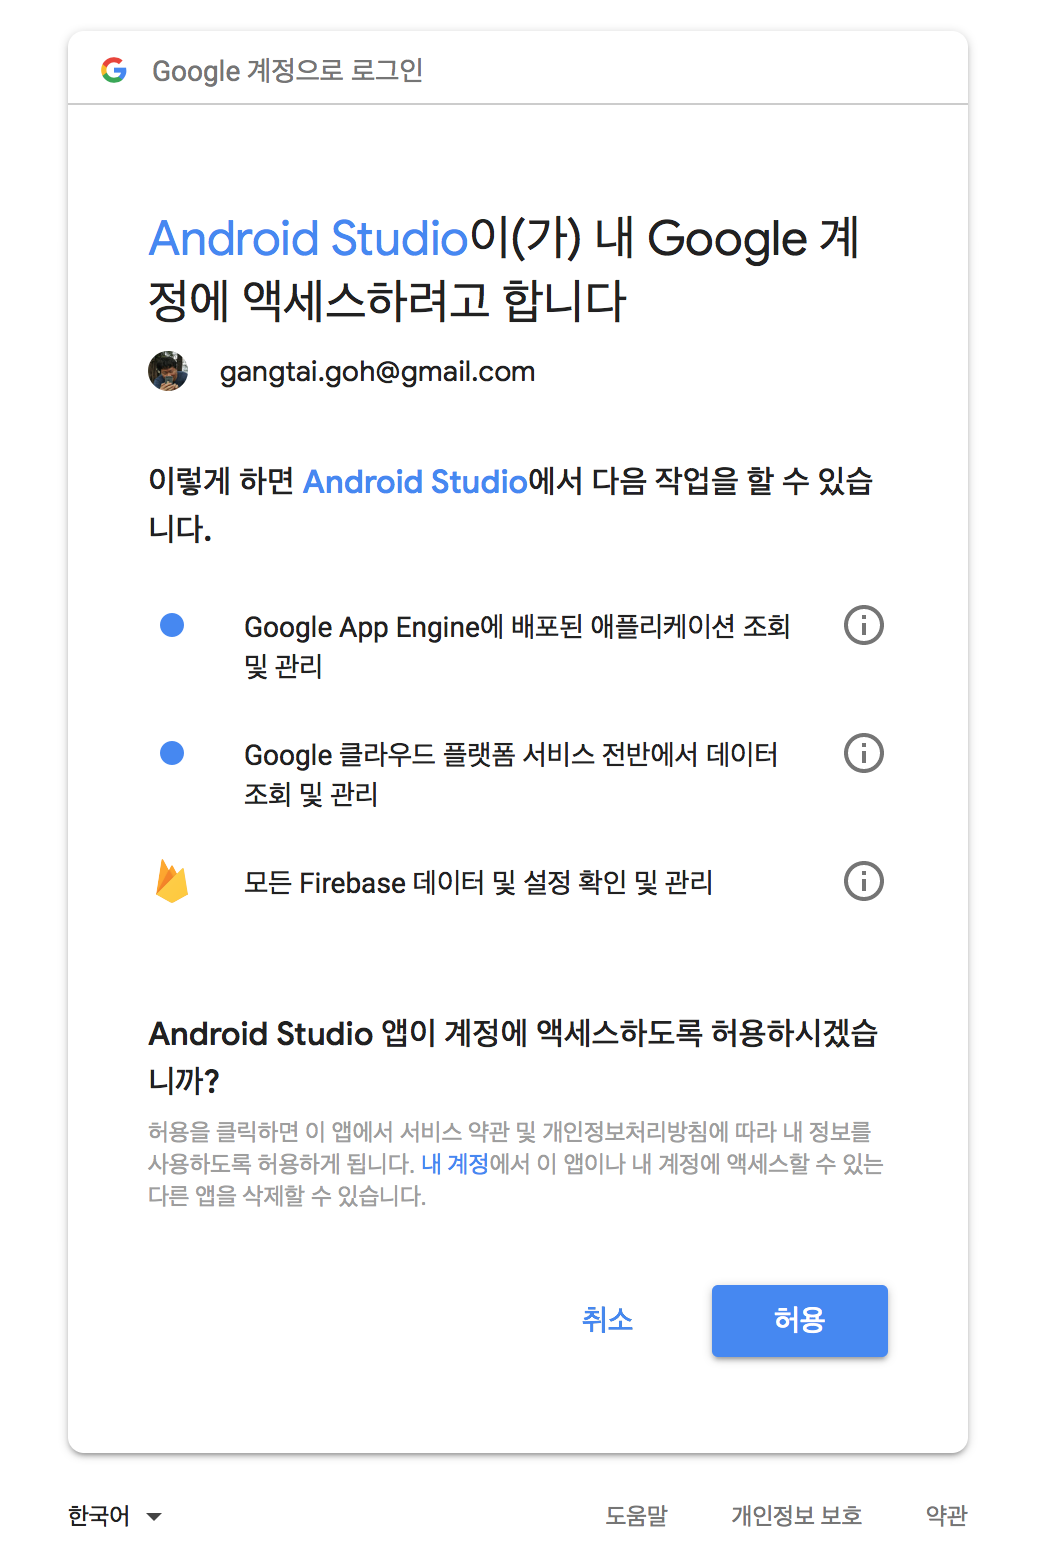 Google 계정으로 로그인
Android Studio이(가) 내 Google 계
정에 액세스하려고 합니다
gangtai.goh@gmail.com
이렇게 하면 Android Studio에서 다음 작업을 할 수 있습
니다.
Google App Engine에 배포된 애플리케이션 조회
및 관리
Google 클라우드 플랫폼 서비스 전반에서 데이터
조회 및 관리
모든 Firebase 데이터 및 설정 확인 및 관리
Android Studio 앱이 계정에 액세스하도록 허용하시겠습
니까?
허용을 클릭하면 이 앱에서 서비스 약관 및 개인정보처리방침에 따라 내 정보를
사용하도록 허용하게 됩니다. 내 계정에서 이 앱이나 내 계정에 액세스할 수 있는
다른 앱을 삭제할 수 있습니다.
취소 허용
한국어 도움말 개인정보 보호 약관